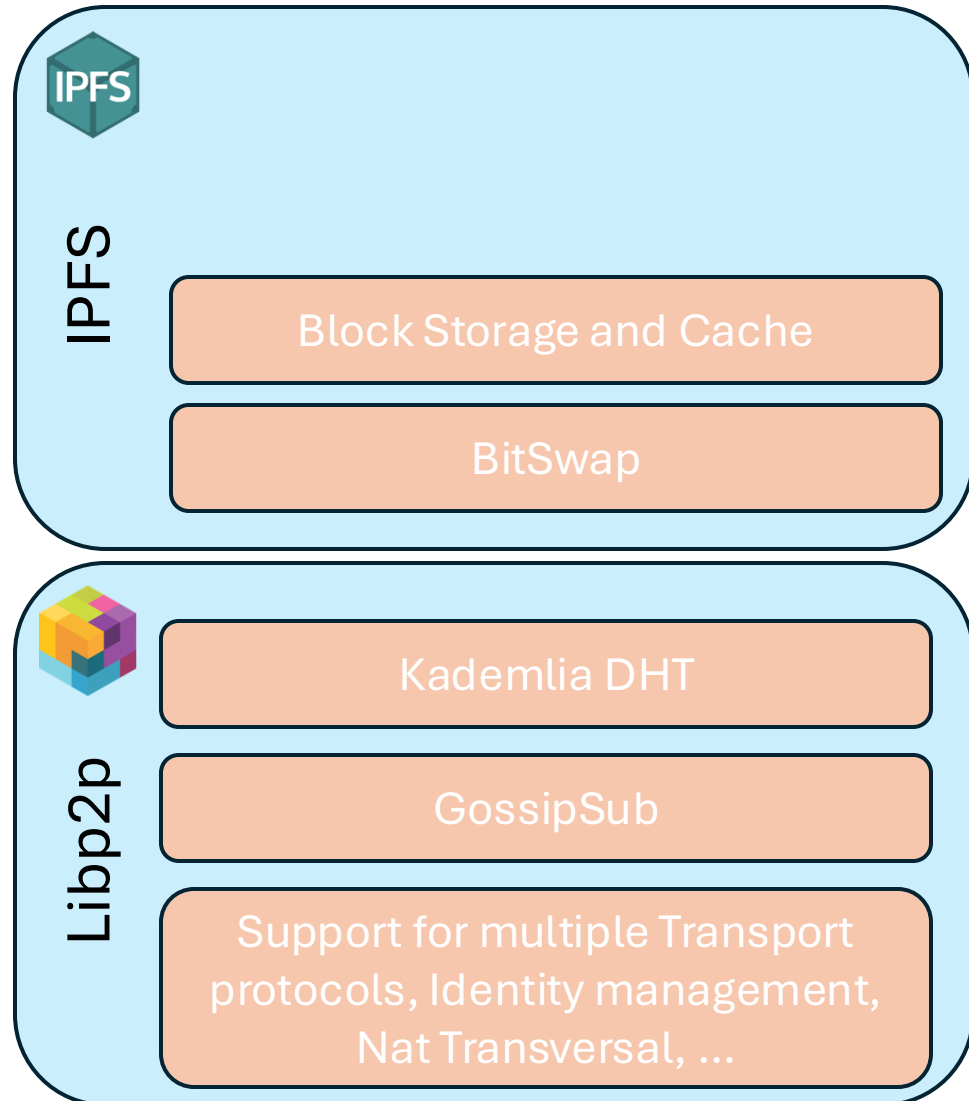 IPFS
IPFS
Block Storage and Cache
BitSwap
Libp2p
Kademlia DHT
GossipSub
Support for multiple Transport
protocols, Identity management,
Nat Transversal, ...